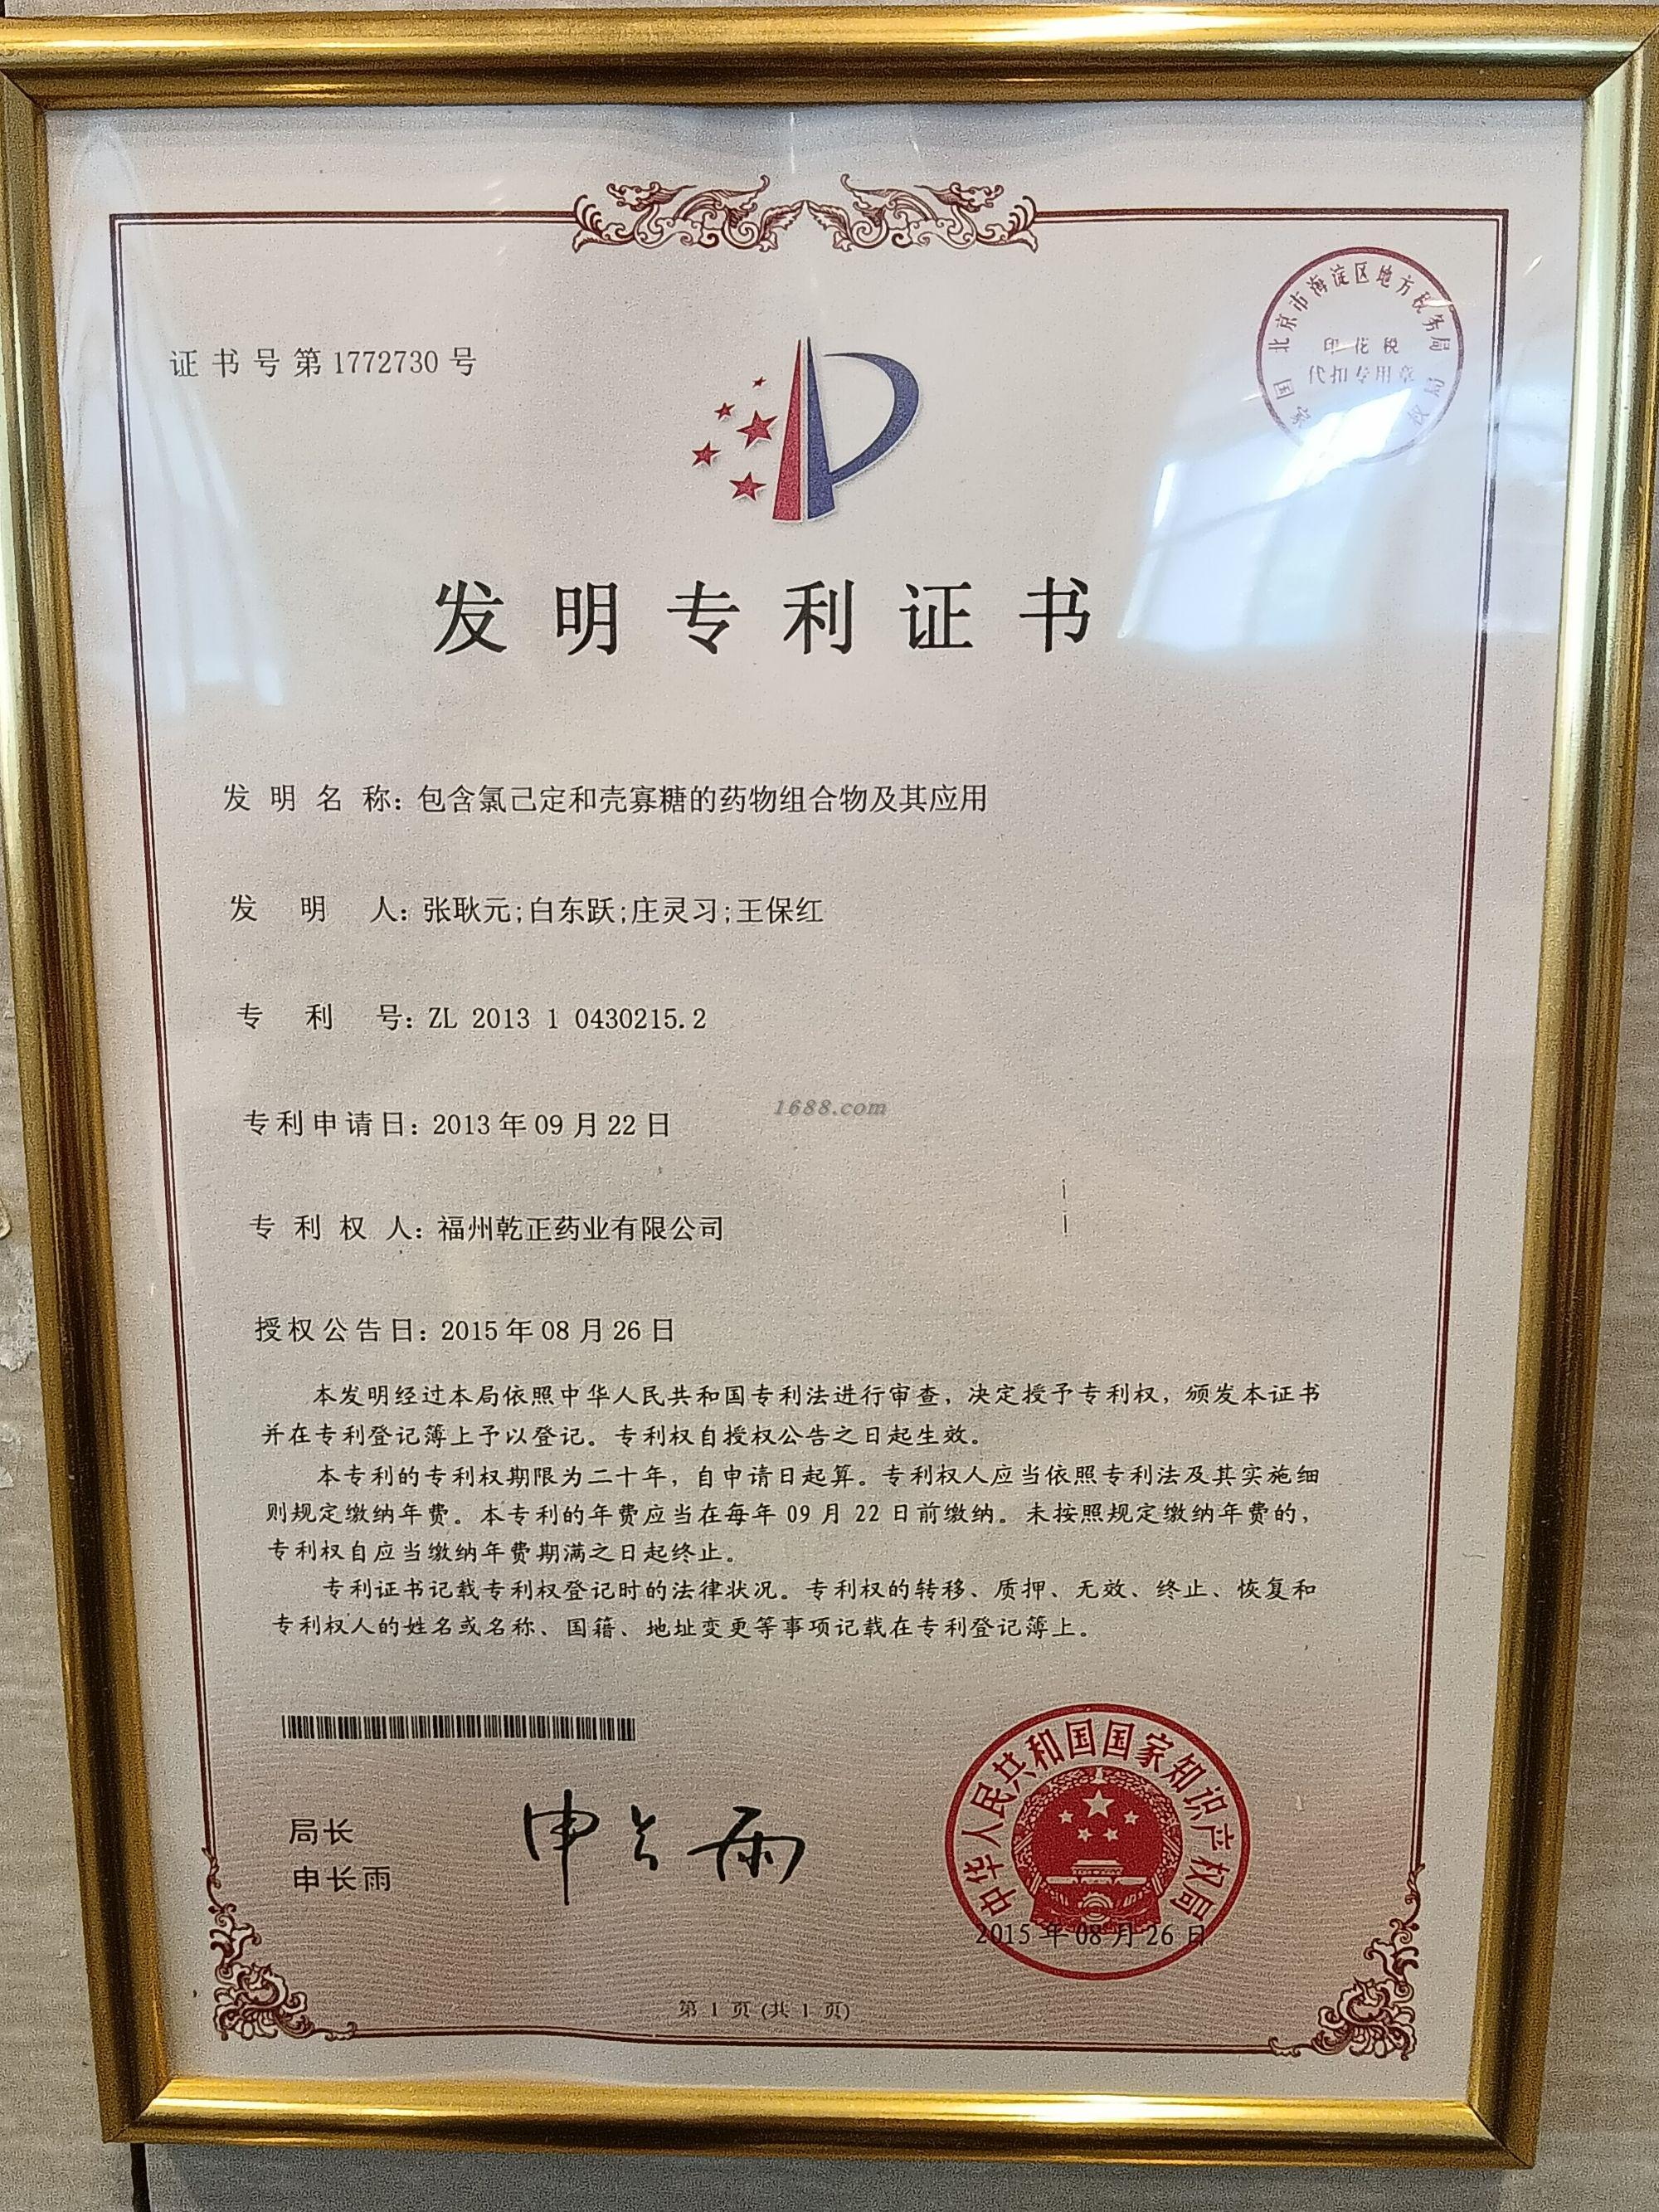 北京市海淀区地方税务局
印花税
代扣专用章
国家 权局
证书号第1772730号
发明专利证书
发明名称：包含氯己定和壳寡糖的药物组合物及其应用
发明人：张耿元;白东跃;庄灵习;王保红
专利号：ZL 2013 1 0430215.2
1688.com
专利申请日：2013年09月22日
专利权人：福州乾正药业有限公司
授权公告日：2015年08月26日
本发明经过本局依照中华人民共和国专利法进行审查，决定授予专利权，颁发本证书
并在专利登记簿上予以登记。专利权自授权公告之日起生效。
本专利的专利权期限为二十年，自申请日起算。专利权人应当依照专利法及其实施细
则规定缴纳年费。本专利的年费应当在每年09月22日前缴纳。未按照规定缴纳年费的，
专利权自应当缴纳年费期满之日起终止。
专利证书记载专利权登记时的法律状况。专利权的转移、质押、无效、终止、恢复和
专利权人的姓名或名称、国籍、地址变更等事项记载在专利登记簿上。
局长
申长雨
申长雨
中华人民共和国国家知识产权局
2015年08月26日
第1页(共1页)